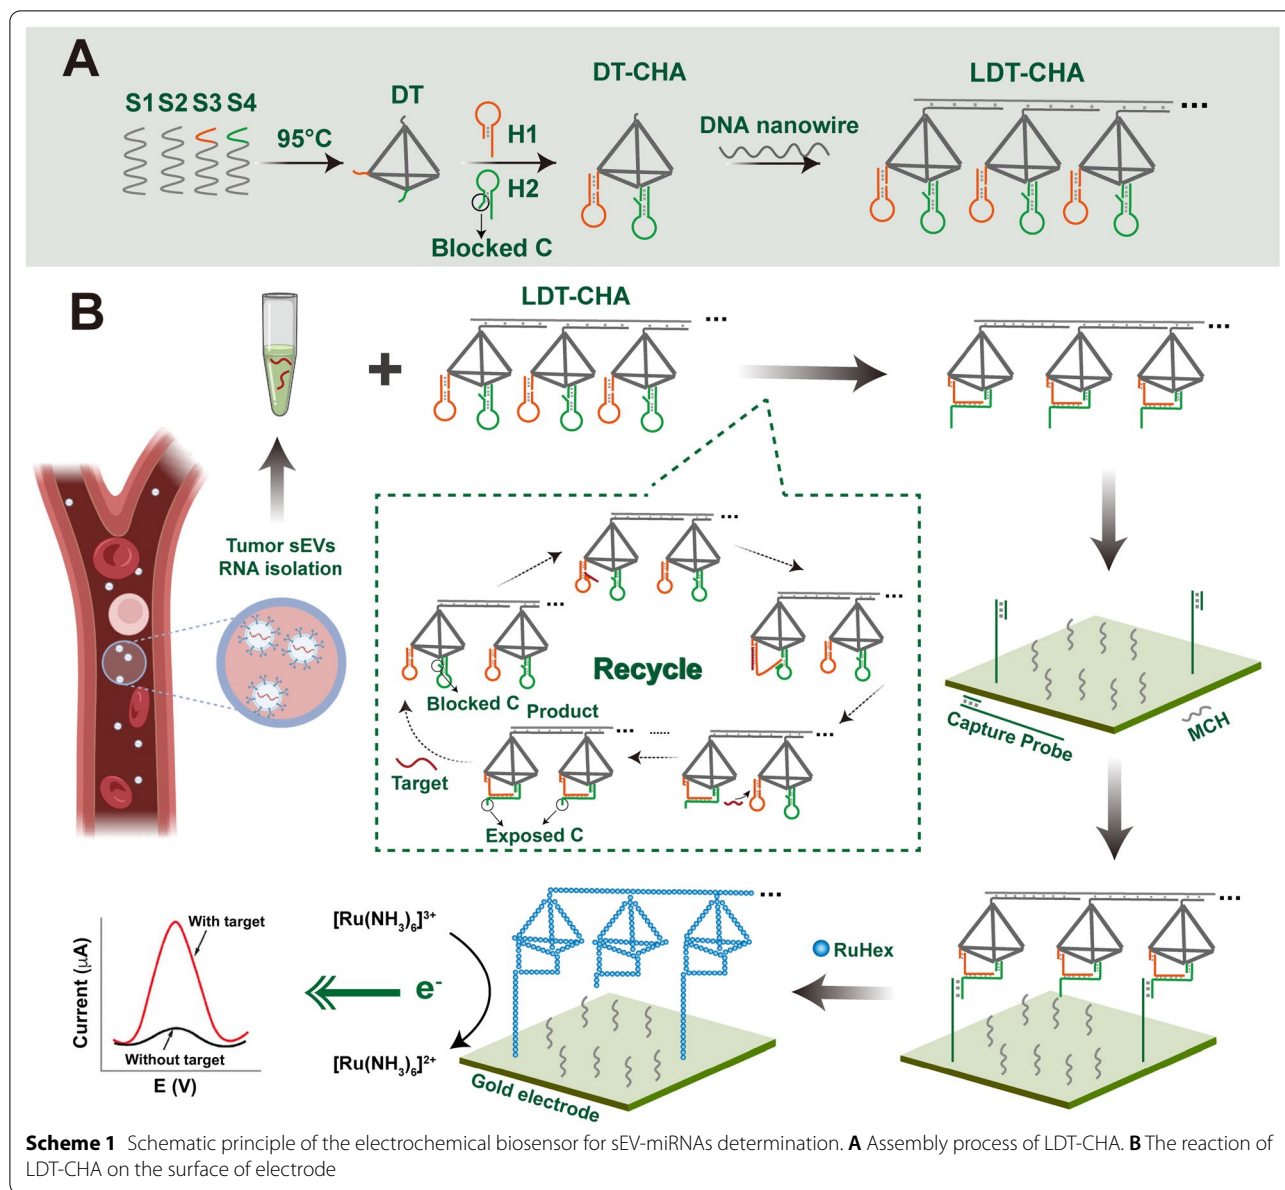 A
S1 S2 S3 S4
95°C
DT
H1
H2
Blocked C
DT-CHA
DNA nanowire
LDT-CHA
...
B
LDT-CHA
...
...
+
Tumor sEVs
RNA isolation
...
...
...
Recycle
Blocked C
Product
...
......
...
Target
Exposed C
Capture Probe
MCH
...
...
RuHex
[Ru(NH3)6]3+
e-
[Ru(NH3)6]2+
Gold electrode
Current (μA)
With target
Without target
E (V)
Scheme 1 Schematic principle of the electrochemical biosensor for sEV-miRNAs determination. A Assembly process of LDT-CHA. B The reaction of
LDT-CHA on the surface of electrode